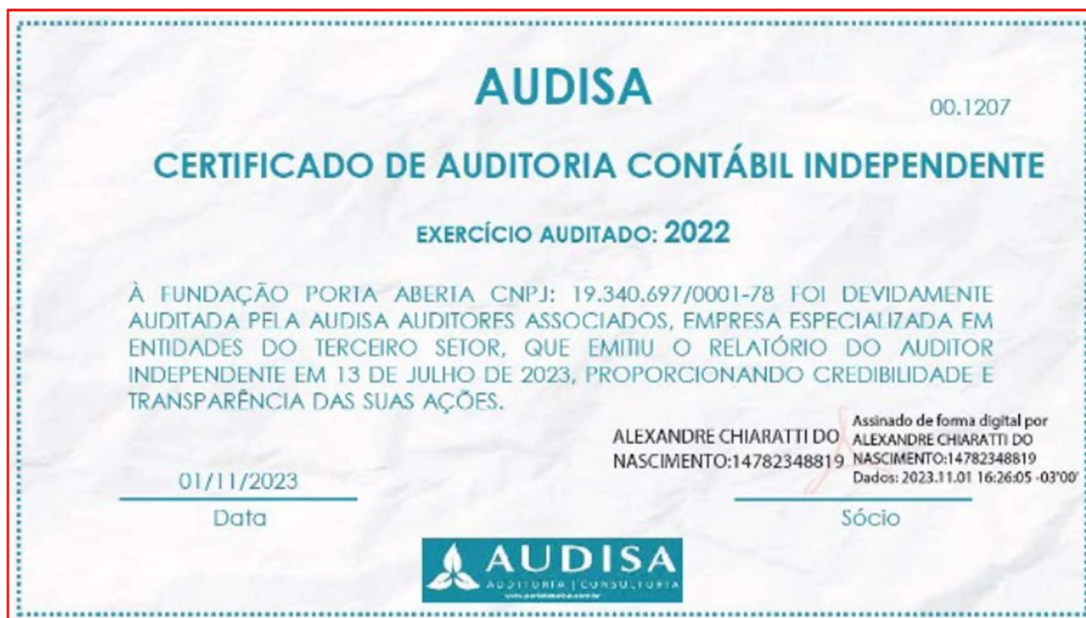 AUDISA
00.1207
CERTIFICADO DE AUDITORIA CONTÁBIL INDEPENDENTE
EXERCÍCIO AUDITADO: 2022
À FUNDAÇÃO PORTA ABERTA CNPJ: 19.340.697/0001-78 FOI DEVIDAMENTE
AUDITADA PELA AUDISA AUDITORES ASSOCIADOS, EMPRESA ESPECIALIZADA EM
ENTIDADES DO TERCEIRO SETOR, QUE EMITIU O RELATÓRIO DO AUDITOR
INDEPENDENTE EM 13 DE JULHO DE 2023, PROPORCIONANDO CREDIBILIDADE E
TRANSPARÊNCIA DAS SUAS AÇÕES.
ALEXANDRE CHIARATTI DO
NASCIMENTO:14782348819
Assinado de forma digital por
ALEXANDRE CHIARATTI DO
NASCIMENTO:14782348819
Dados: 2023.11.01 16:26:05 -03'00'
01/11/2023
Data
Sócio
AUDISA
AUDITORIA | CONSULTORIA